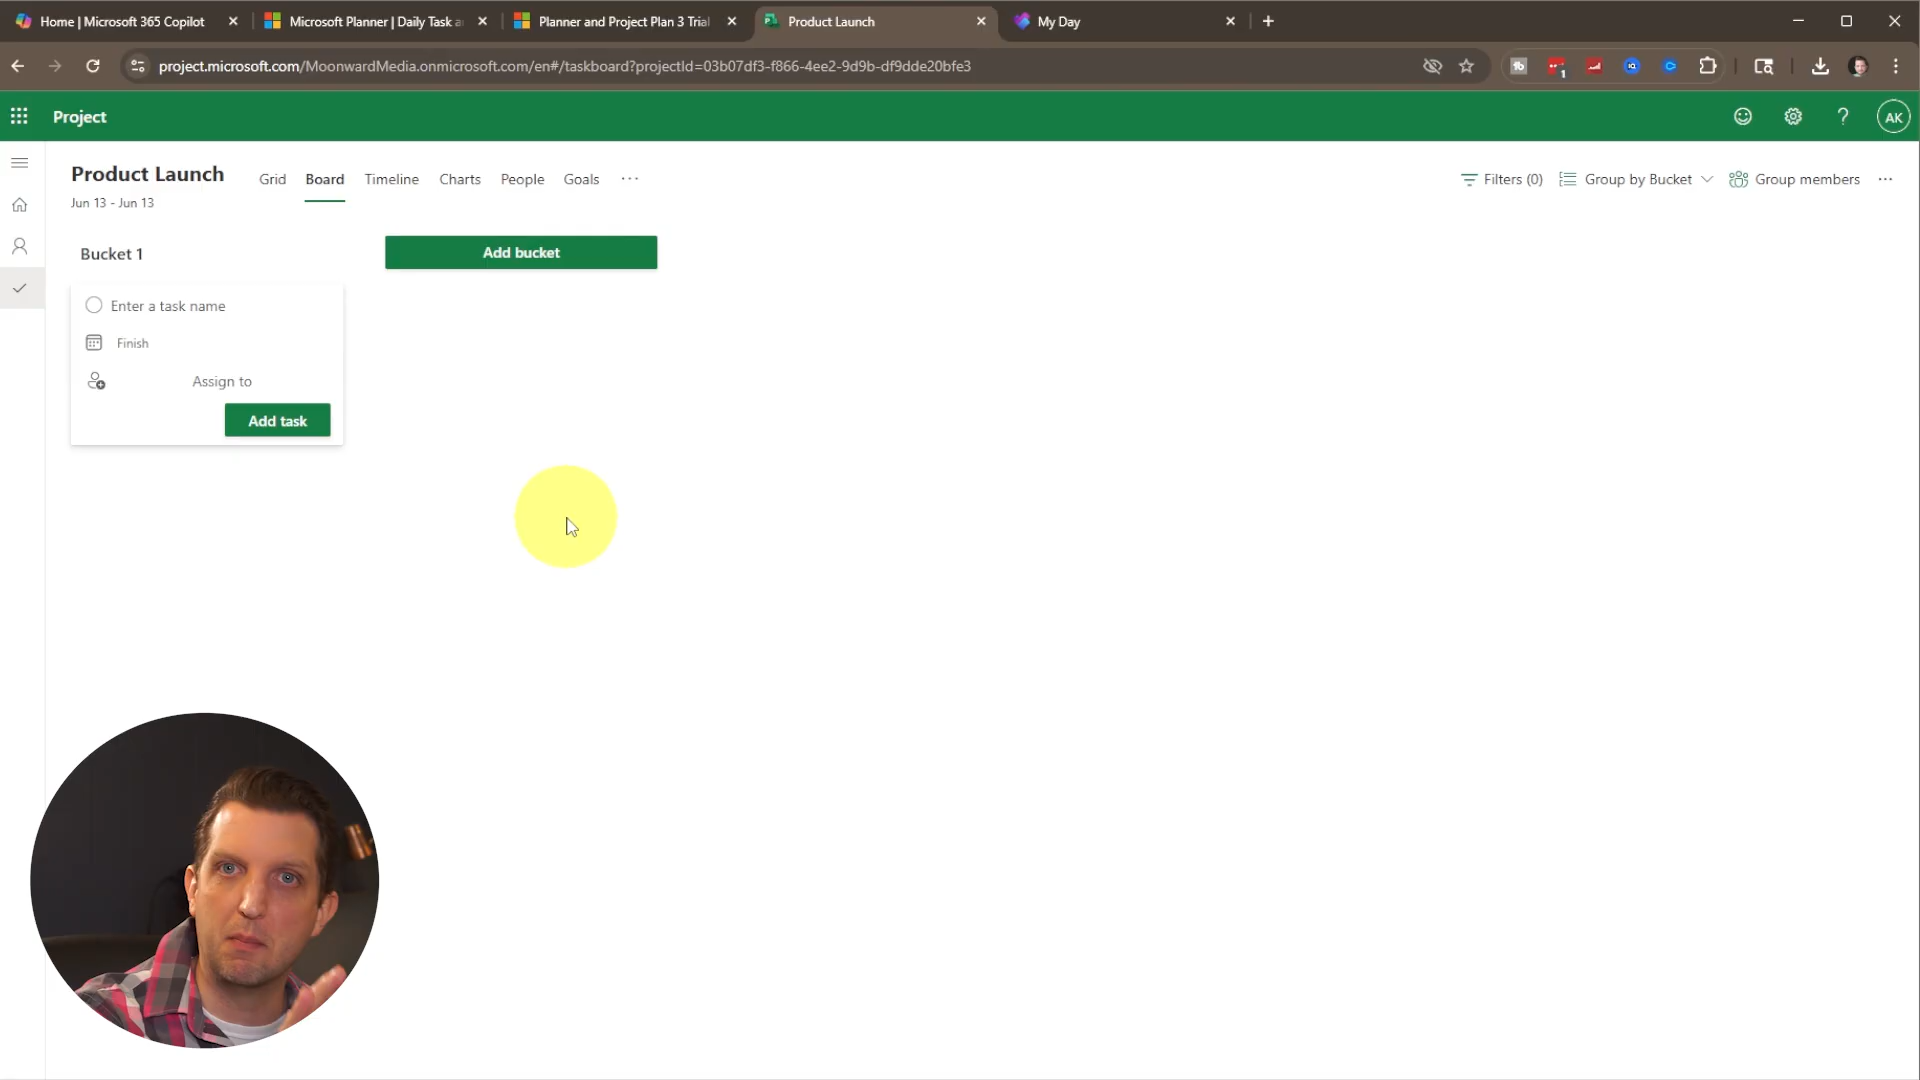 Home | Microsoft 365 Copilot
Microsoft Planner | Daily Task a
Planner and Project Plan 3 Trial
Product Launch
My Day
project.microsoft.com/MoonwardMedia.onmicrosoft.com/en#/taskboard?projectId=03b07df3-f866-4ee2-9d9b-df9dde20bfe3
1
Project
AK
Product Launch
Grid Board Timeline Charts People Goals ...
Filters (0) Group by Bucket Group members ...
Jun 13 - Jun 13
Bucket 1
Add bucket
Enter a task name
Finish
Assign to
Add task